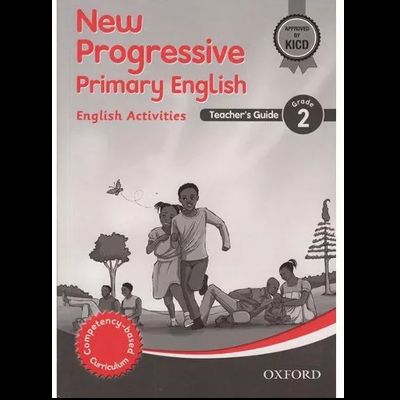 New
Progressive
Primary English
English Activities
Teacher's Guide
Grade
2
APPROVED
BY
KICD
Competency-based
Curriculum
OXFORD